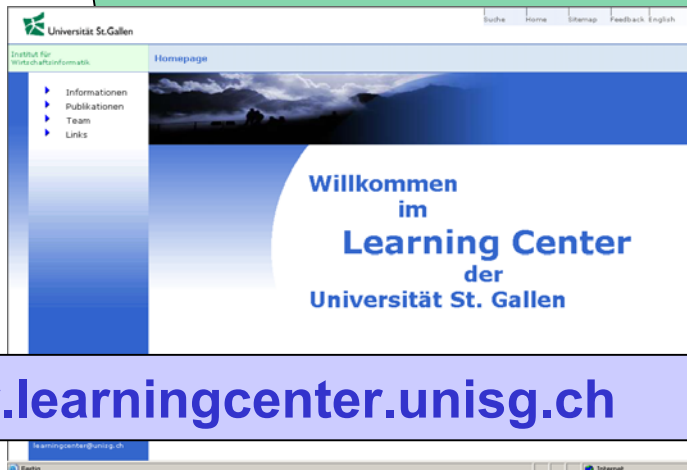 Universität St.Gallen
Suche Home Sitemap Feedback English
Institut für
Wirtschaftsinformatik
Homepage
Informationen
Publikationen
Team
Links
Willkommen
im
Learning Center
der
Universität St. Gallen
.learningcenter.unisg.ch
learningcenter@unisg.ch
Fertig Internet